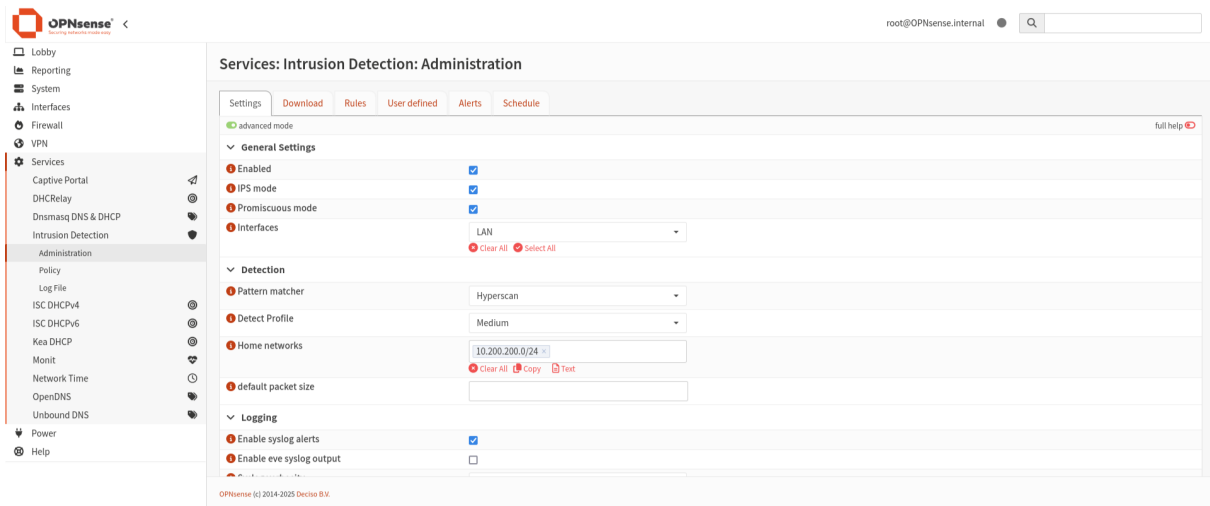 OPNsense®
Securing networks made easy
root@OPNsense.internal
Lobby
Reporting
System
Interfaces
Firewall
VPN
Services
Captive Portal
DHCRelay
Dnsmasq DNS & DHCP
Intrusion Detection
Administration
Policy
Log File
ISC DHCPv4
ISC DHCPv6
Kea DHCP
Monit
Network Time
OpenDNS
Unbound DNS
Power
Help
Services: Intrusion Detection: Administration
Settings Download Rules User defined Alerts Schedule
advanced mode full help
General Settings
Enabled
IPS mode
Promiscuous mode
Interfaces LAN
Clear All Select All
Detection
Pattern matcher Hyperscan
Detect Profile Medium
Home networks 10.200.200.0/24 ×
Clear All Copy Text
default packet size
Logging
Enable syslog alerts
Enable eve syslog output
OPNsense (c) 2014-2025 Deciso B.V.